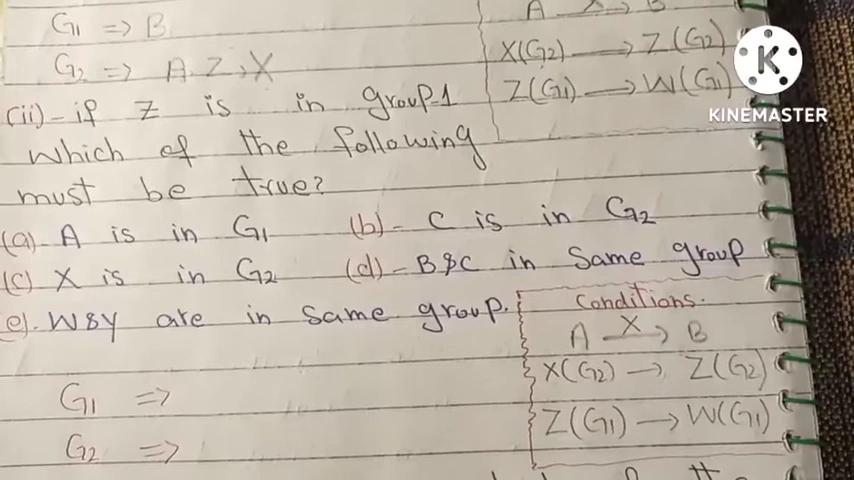 G1 => B
G2 => A, Z, X
A —X→ B
X(G2) → Z(G2)
Z(G1) → W(G1)
KINEMASTER
(ii)- if Z is in group-1
which of the following
must be true?
(a) A is in G1 (b)- C is in G2
(c) X is in G2 (d)- B&C in same group
(e). W&Y are in same group.
Conditions.
A —X→ B
X(G2) → Z(G2)
Z(G1) → W(G1)
G1 =>
G2 =>